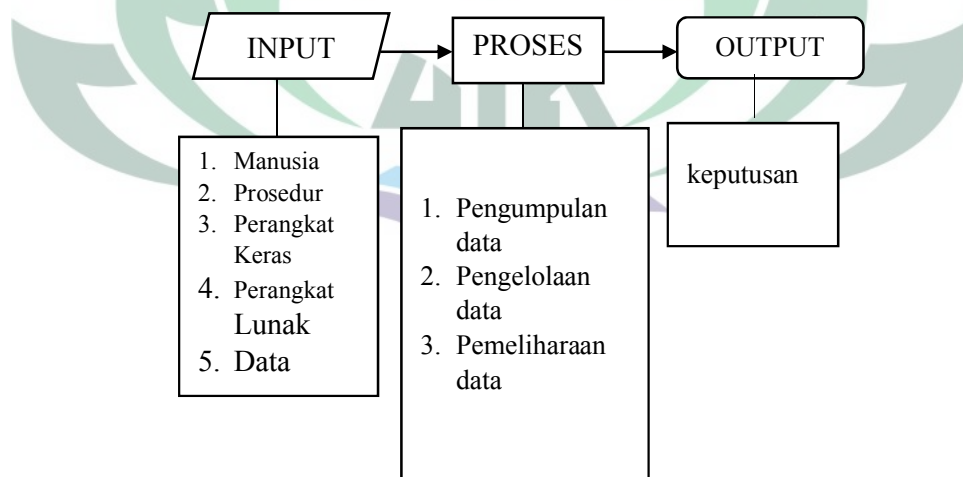 INPUT
PROSES
OUTPUT
1. Manusia
2. Prosedur
3. Perangkat
Keras
4. Perangkat
Lunak
5. Data
1. Pengumpulan
data
2. Pengelolaan
data
3. Pemeliharaan
data
keputusan